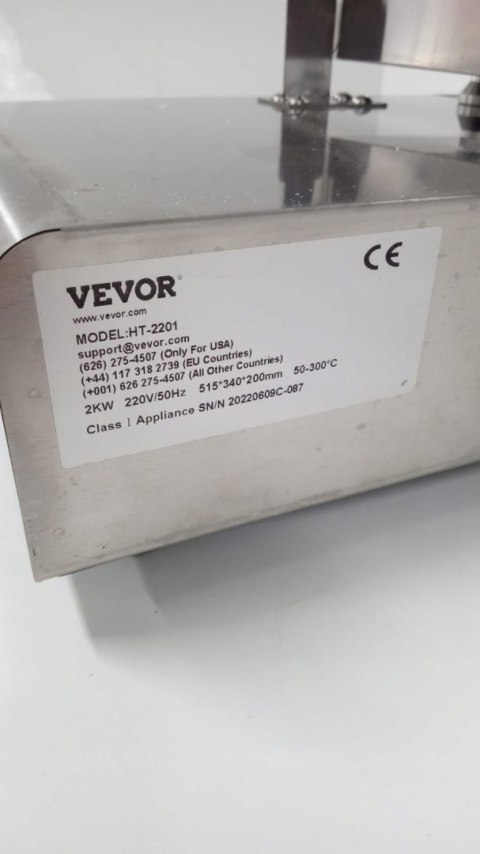 CE
VEVOR®
www.vevor.com
MODEL:HT-2201
support@vevor.com
(626) 275-4507 (Only For USA)
(+44) 117 318 2739 (EU Countries)
(+001) 626 275-4507 (All Other Countries)
2KW 220V/50Hz 515*340*200mm 50-300°C
Class I Appliance SN/N 20220609C-087